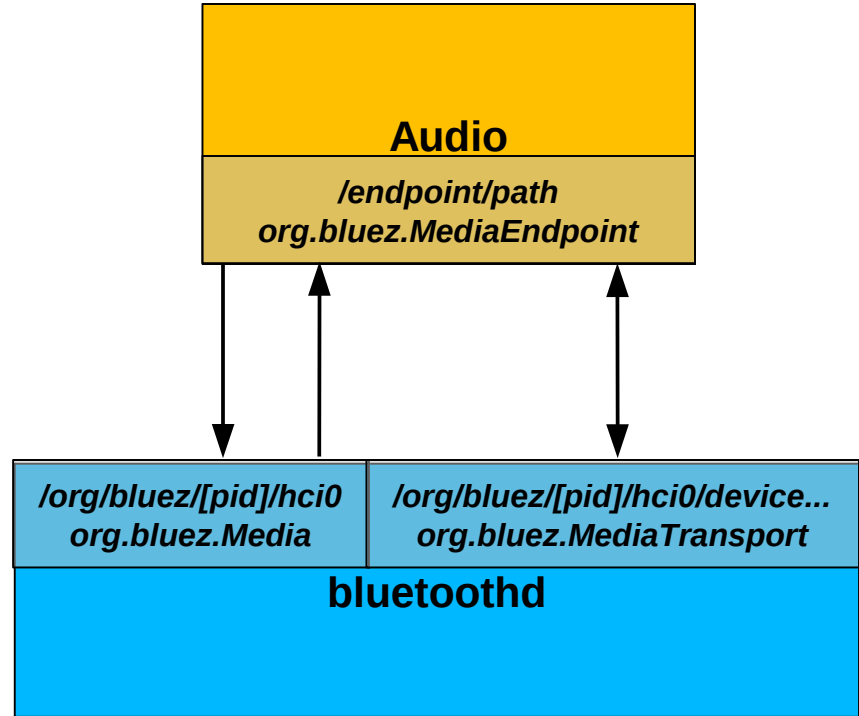 Audio
/endpoint/path
org.bluez.MediaEndpoint
/org/bluez/[pid]/hci0
org.bluez.Media
/org/bluez/[pid]/hci0/device...
org.bluez.MediaTransport
bluetoothd